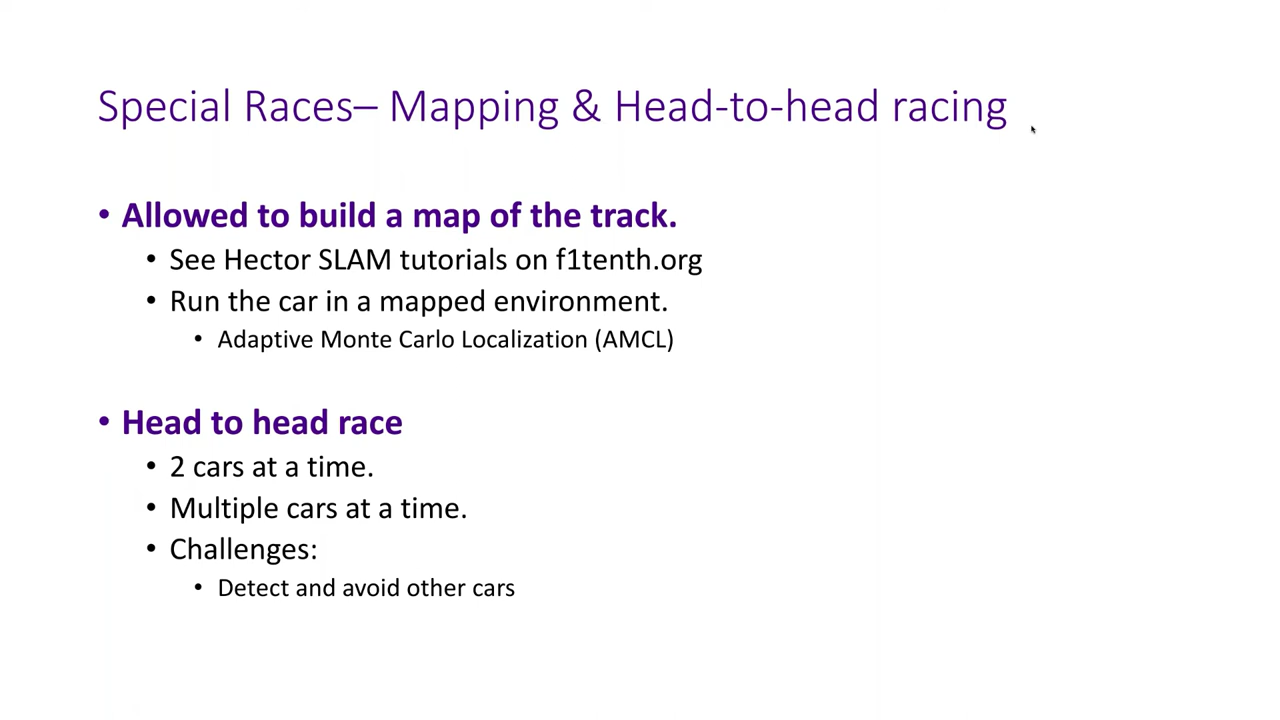 Special Races– Mapping & Head-to-head racing
• Allowed to build a map of the track.
• See Hector SLAM tutorials on f1tenth.org
• Run the car in a mapped environment.
• Adaptive Monte Carlo Localization (AMCL)
• Head to head race
• 2 cars at a time.
• Multiple cars at a time.
• Challenges:
• Detect and avoid other cars